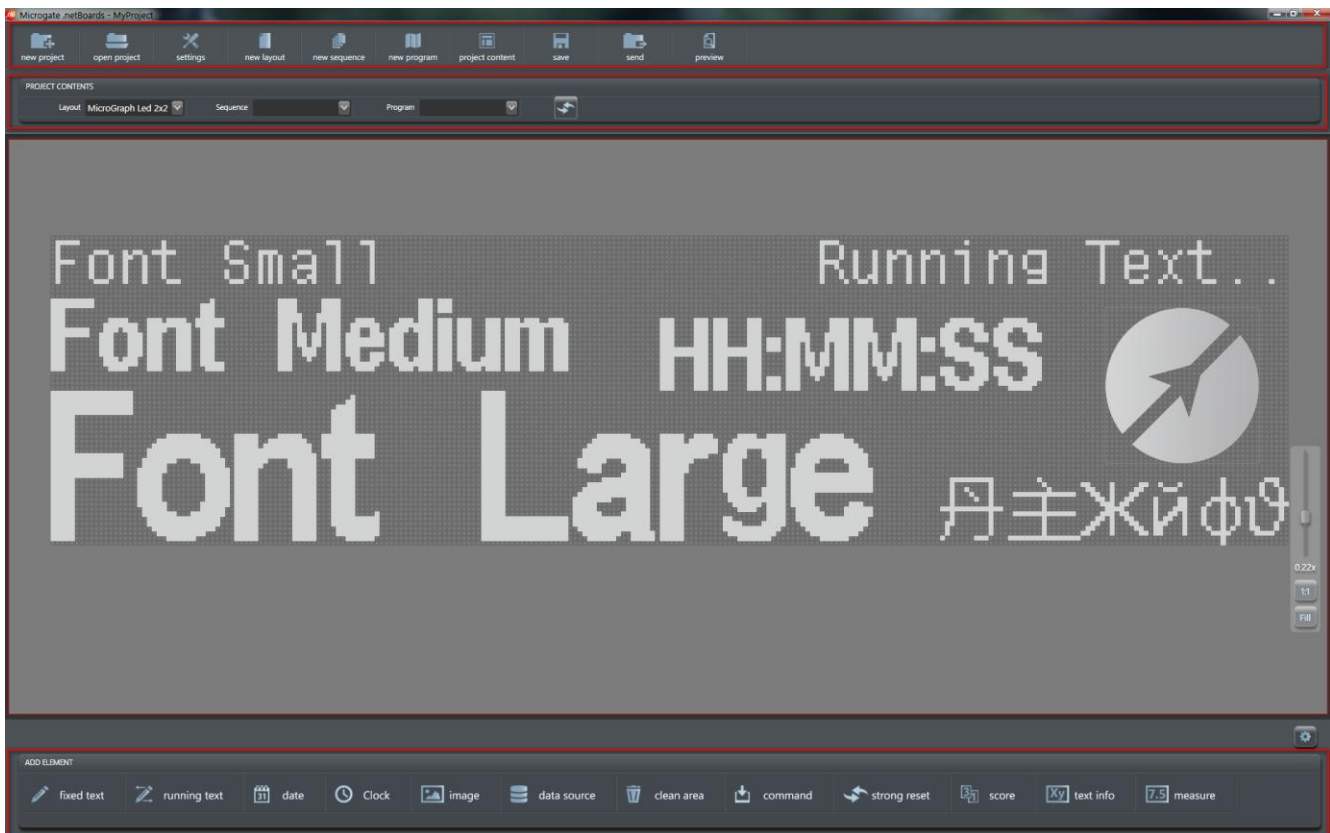 Microgate .netBoards - MyProject
new project open project settings new layout new sequence new program project content save send preview
PROJECT CONTENTS
Layout MicroGraph Led 2x2 Sequence Program
Font Small Running Text..
Font Medium HH:MM:SS
Font Large 丹主Жйφϑ
0.22x
1:1
Fill
ADD ELEMENT
fixed text running text 31 date Clock image data source clean area command strong reset 3 1 score Xy text info 7.5 measure